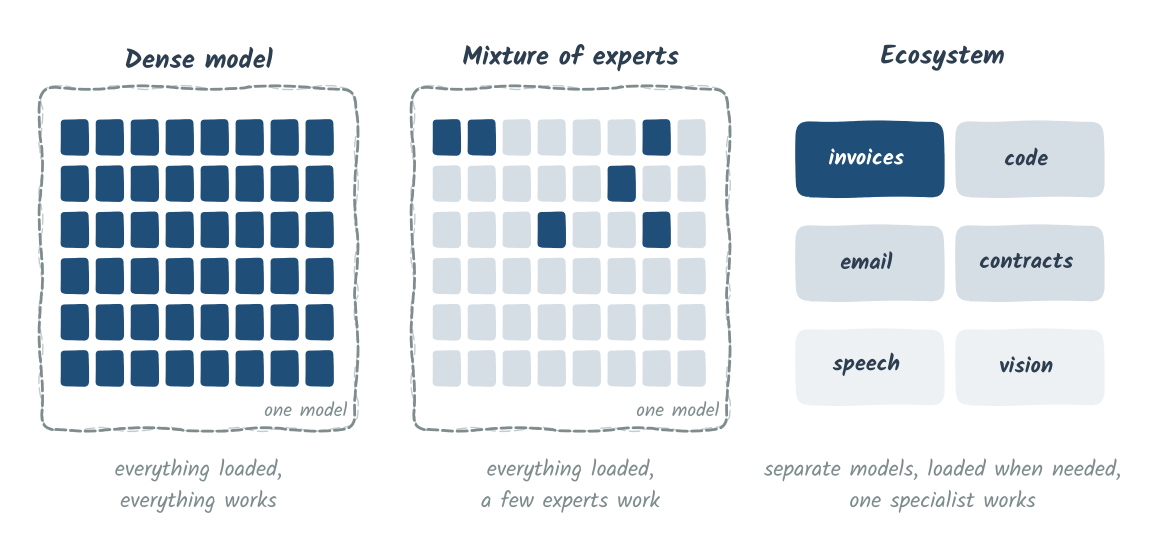 Dense model
Mixture of experts
Ecosystem
invoices
code
email
contracts
speech
vision
one model
one model
everything loaded,
everything works
everything loaded,
a few experts work
separate models, loaded when needed,
one specialist works